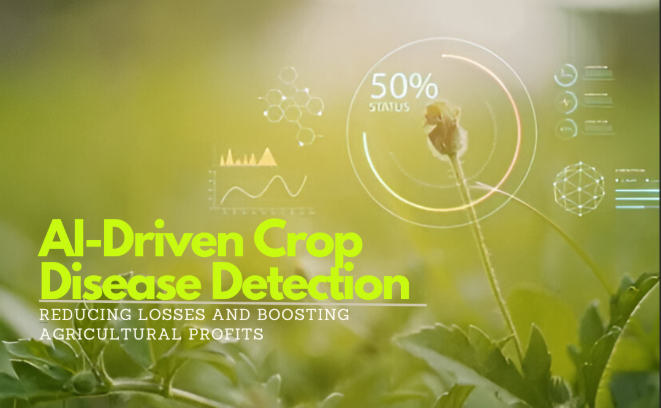 50%
STATUS
AI-Driven Crop
Disease Detection
REDUCING LOSSES AND BOOSTING
AGRICULTURAL PROFITS